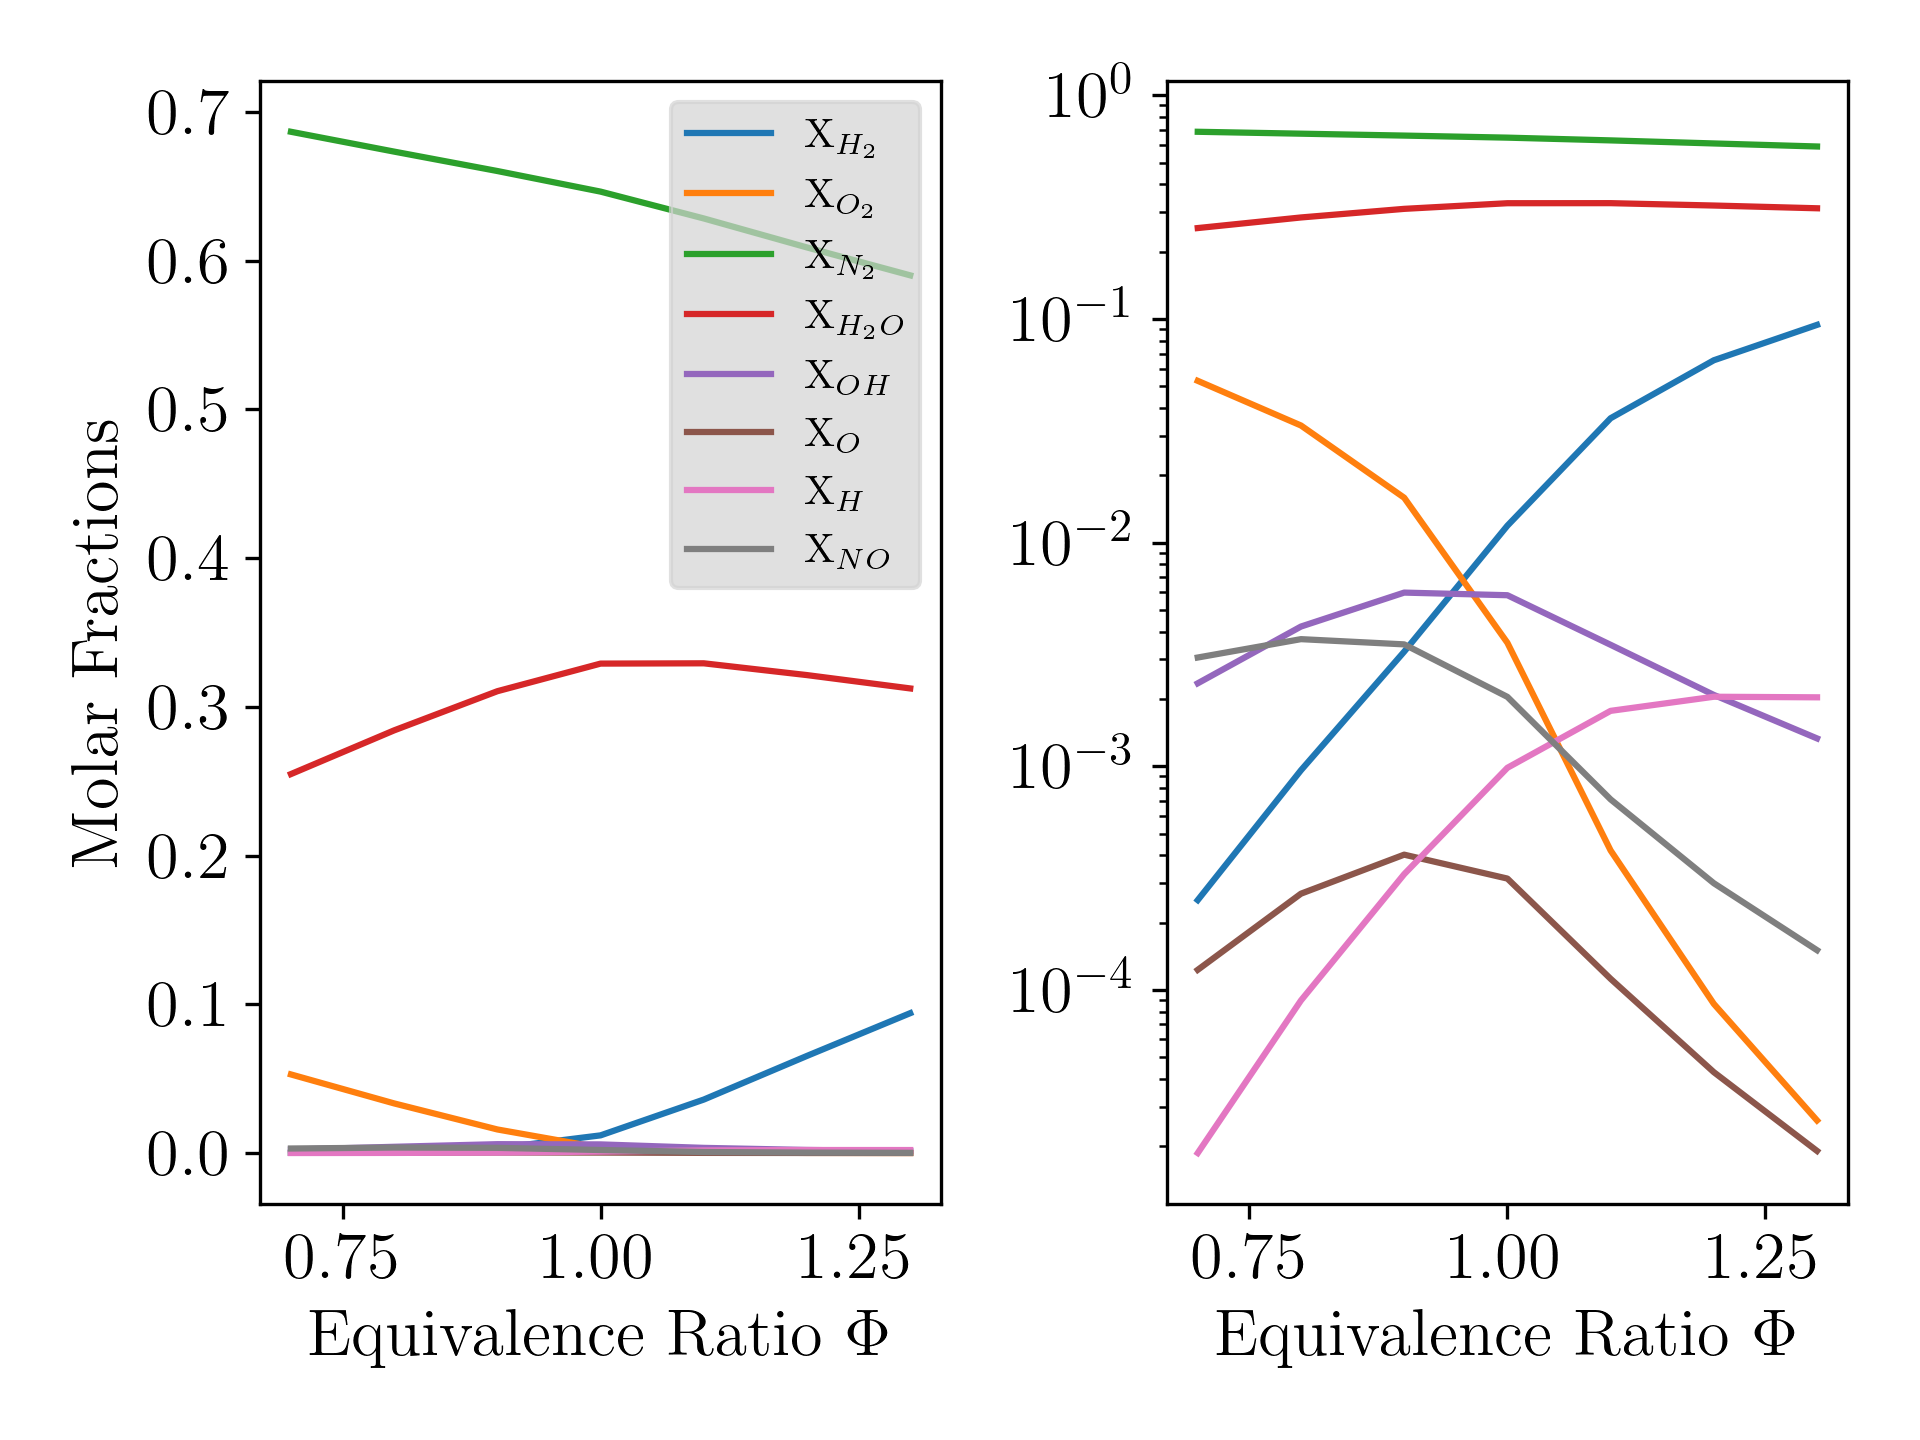 Molar Fractions
0.7
0.6
0.5
0.4
0.3
0.2
0.1
0.0
0.75 1.00 1.25
Equivalence Ratio Φ
X_{H_2}
X_{O_2}
X_{N_2}
X_{H_2O}
X_{OH}
X_{O}
X_{H}
X_{NO}
10^{0}
10^{−1}
10^{−2}
10^{−3}
10^{−4}
0.75 1.00 1.25
Equivalence Ratio Φ